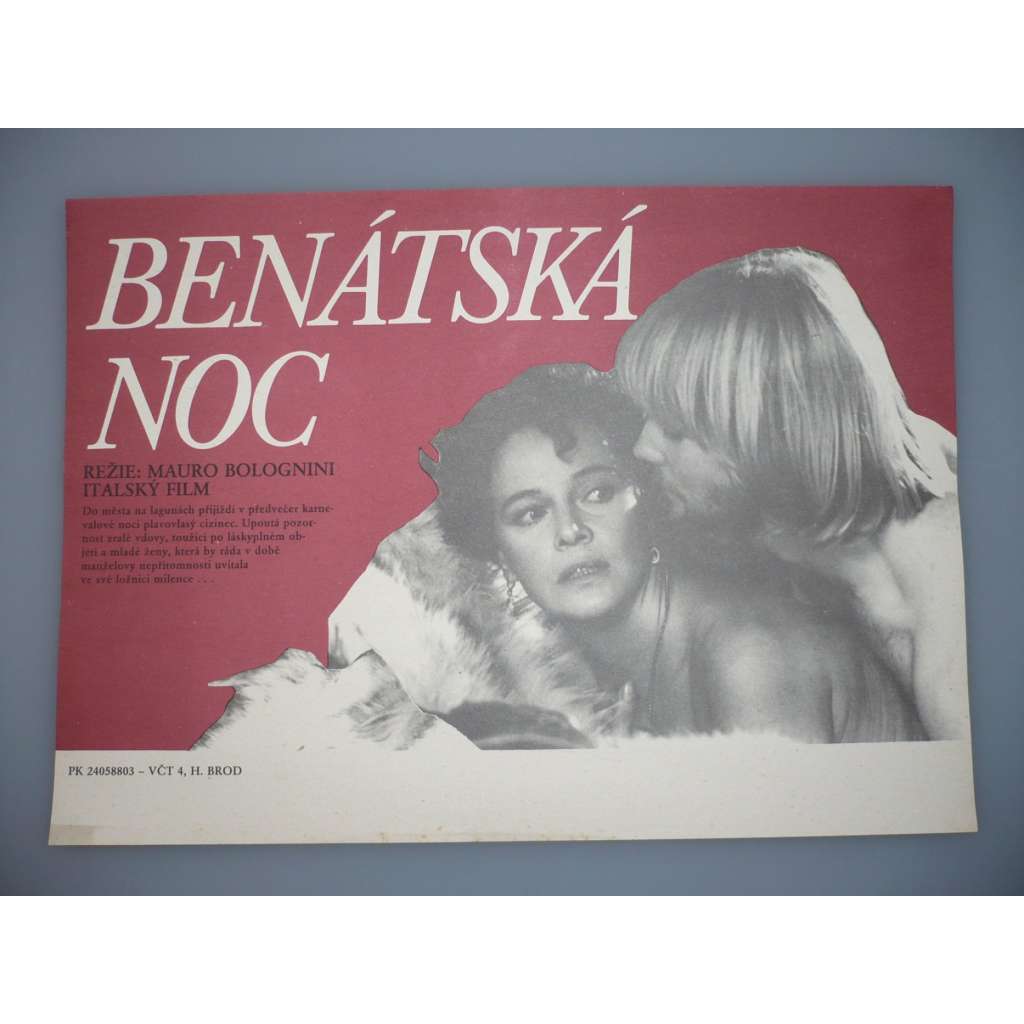 BENÁTSKÁ
NOC
REŽIE: MAURO BOLOGNINI
ITALSKÝ FILM
Do města na lagunách přijíždí v předvečer karne-
valové noci plavovlasý cizinec. Upoutá pozor-
nost zralé vdovy, toužící po láskyplném ob-
jetí a mladé ženy, která by ráda v době
manželovy nepřítomnosti uvítala
ve své ložnici milence . . .
PK 24058803 – VČT 4, H. BROD